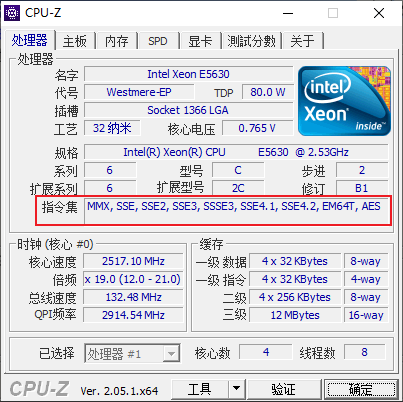 CPU-Z
处理器 主板 内存 SPD 显卡 測試分數 关于
处理器
名字 Intel Xeon E5630
代号 Westmere-EP TDP 80.0 W
插槽 Socket 1366 LGA
工艺 32 纳米 核心电压 0.765 V
intel
Xeon
inside™
规格 Intel(R) Xeon(R) CPU E5630 @ 2.53GHz
系列 6 型号 C 步进 2
扩展系列 6 扩展型号 2C 修订 B1
指令集 MMX, SSE, SSE2, SSE3, SSSE3, SSE4.1, SSE4.2, EM64T, AES
时钟 (核心 #0) 缓存
核心速度 2517.10 MHz 一级 数据 4 x 32 KBytes 8-way
倍频 x 19.0 (12.0 - 21.0) 一级 指令 4 x 32 KBytes 4-way
总线速度 132.48 MHz 二级 4 x 256 KBytes 8-way
QPI频率 2914.54 MHz 三级 12 MBytes 16-way
已选择 处理器 #1 核心数 4 线程数 8
CPU-Z Ver. 2.05.1.x64 工具 验证 确定